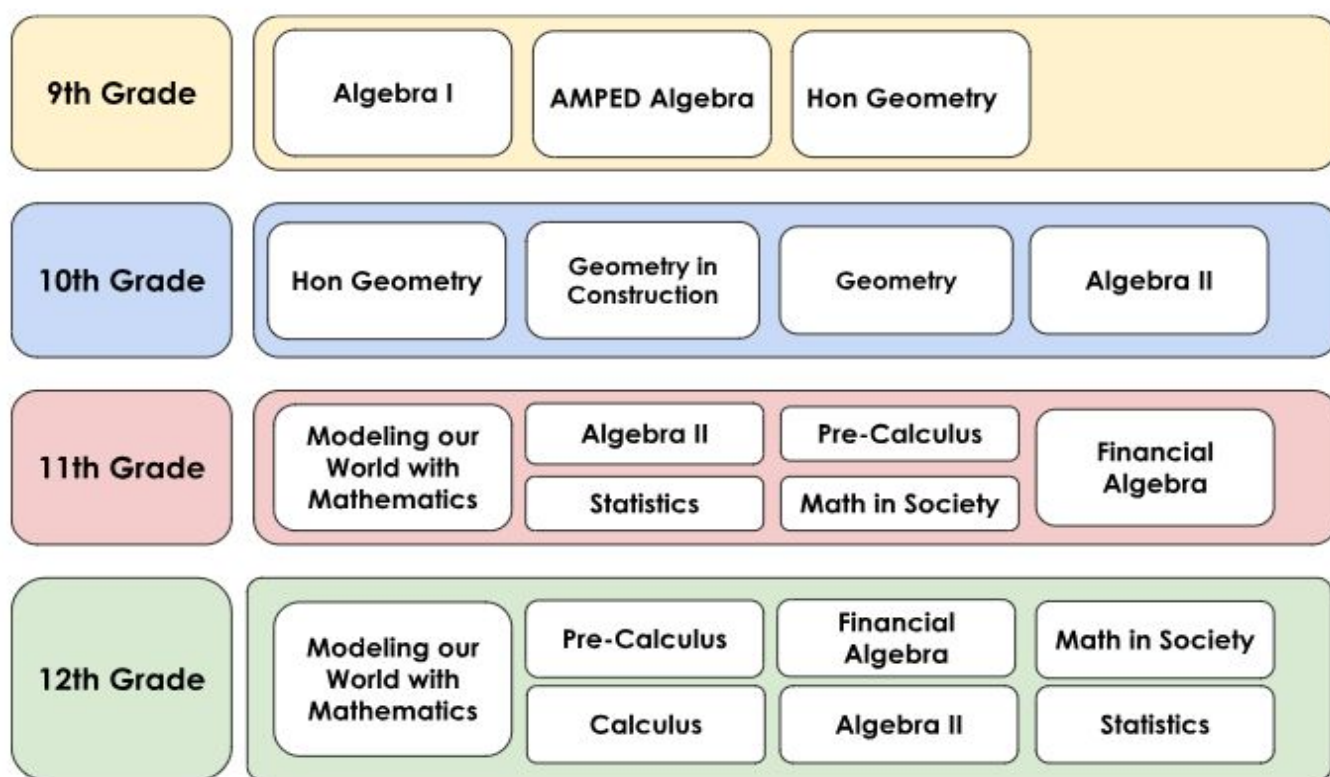 9th Grade
Algebra I
AMPED Algebra
Hon Geometry
10th Grade
Hon Geometry
Geometry in
Construction
Geometry
Algebra II
11th Grade
Modeling our
World with
Mathematics
Algebra II
Statistics
Pre-Calculus
Math in Society
Financial
Algebra
12th Grade
Modeling our
World with
Mathematics
Pre-Calculus
Calculus
Financial
Algebra
Algebra II
Math in Society
Statistics